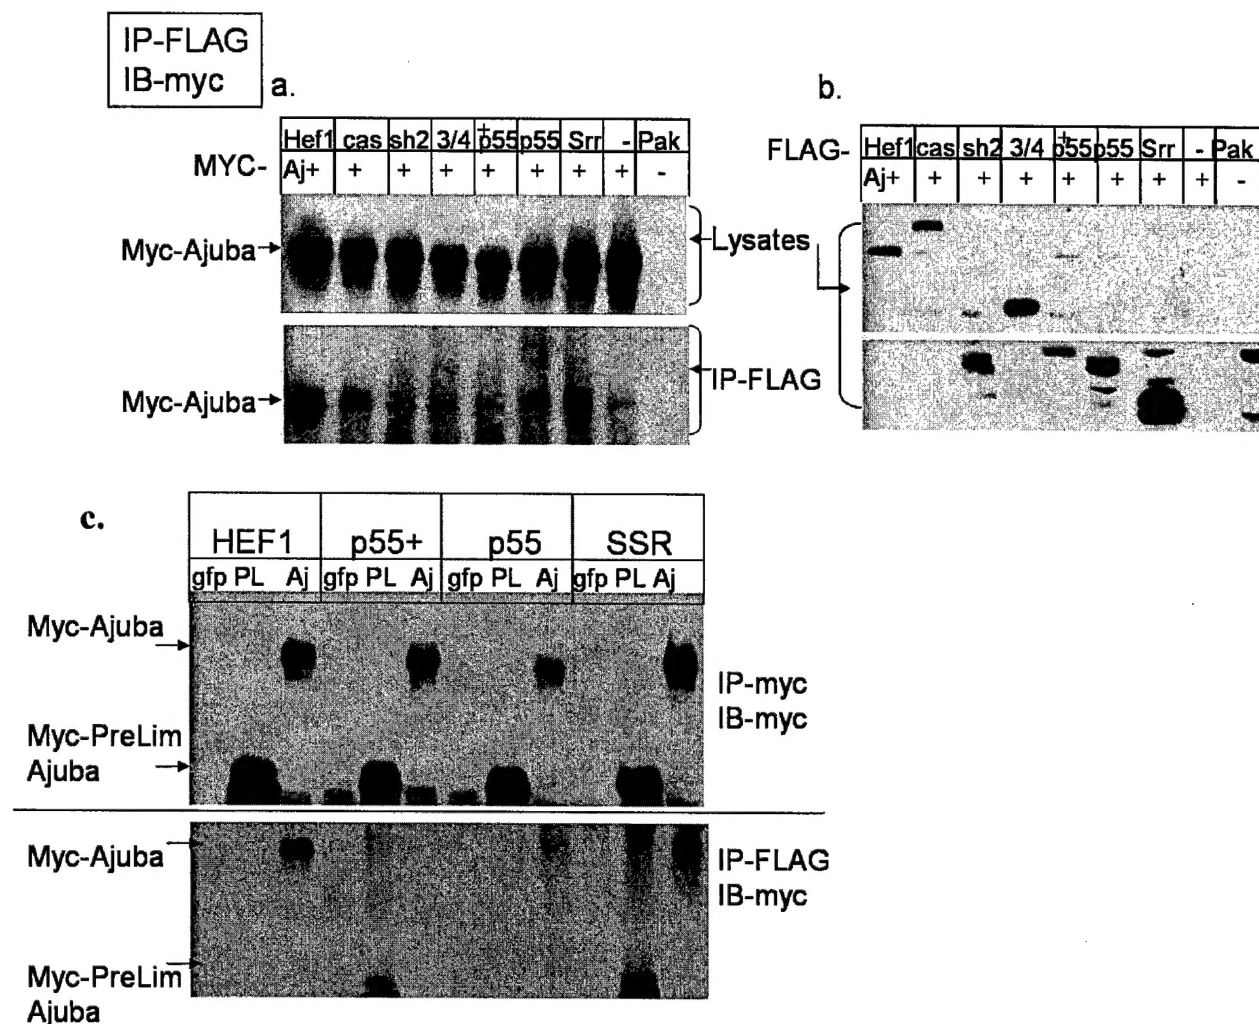 IP-FLAG
IB-myc
a.
Hef1 cas sh2 3/4 +p55 p55 Srr - Pak
MYC- Aj+ + + + + + + + -
Myc-Ajuba
Lysates
Myc-Ajuba
IP-FLAG
b.
FLAG- Hef1 cas sh2 3/4 p55+ p55 Srr - Pak
Aj+ + + + + + + + -
c.
HEF1 p55+ p55 SSR
gfp PL Aj gfp PL Aj gfp PL Aj gfp PL Aj
Myc-Ajuba
Myc-PreLim
Ajuba
IP-myc
IB-myc
Myc-Ajuba
IP-FLAG
IB-myc
Myc-PreLim
Ajuba